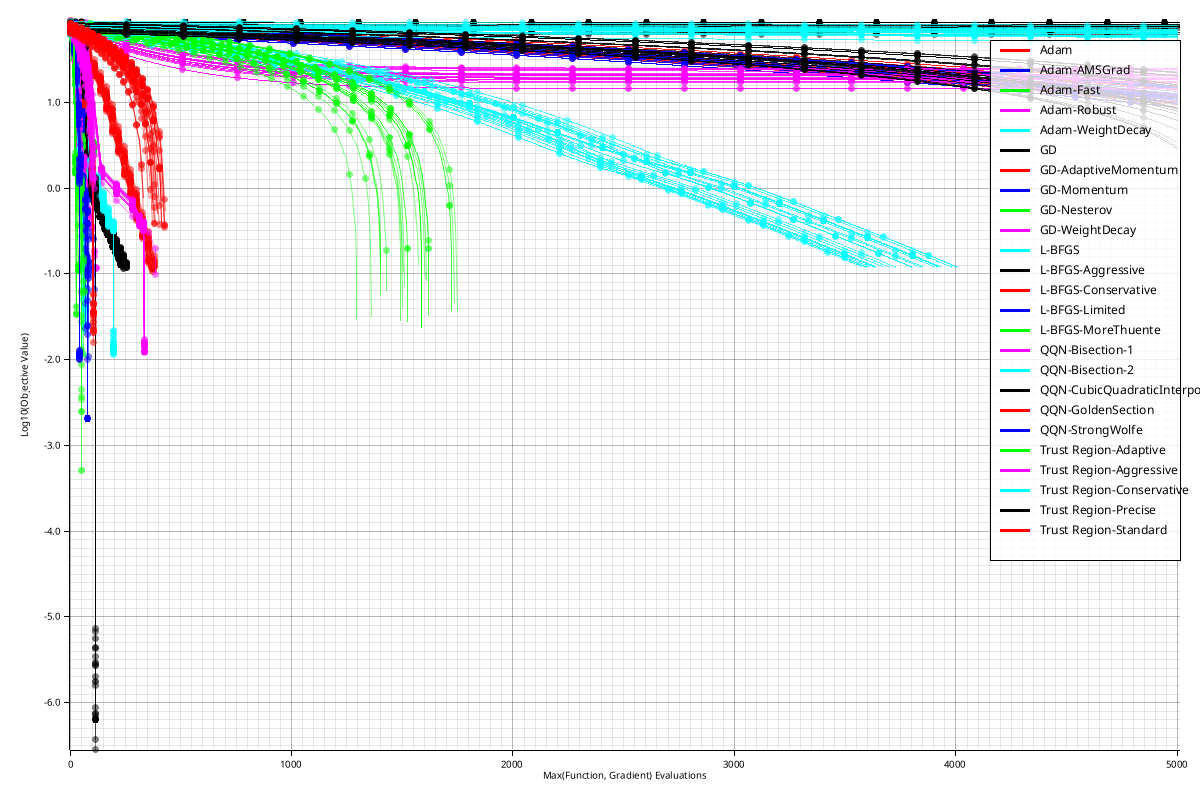 Adam
Adam-AMSGrad
Adam-Fast
Adam-Robust
Adam-WeightDecay
GD
GD-AdaptiveMomentum
GD-Momentum
GD-Nesterov
GD-WeightDecay
L-BFGS
L-BFGS-Aggressive
L-BFGS-Conservative
L-BFGS-Limited
L-BFGS-MoreThuente
QQN-Bisection-1
QQN-Bisection-2
QQN-CubicQuadraticInterpo
QQN-GoldenSection
QQN-StrongWolfe
Trust Region-Adaptive
Trust Region-Aggressive
Trust Region-Conservative
Trust Region-Precise
Trust Region-Standard
1.0
0.0
-1.0
-2.0
-3.0
-4.0
-5.0
-6.0
Log10(Objective Value)
0 1000 2000 3000 4000 5000
Max(Function, Gradient) Evaluations